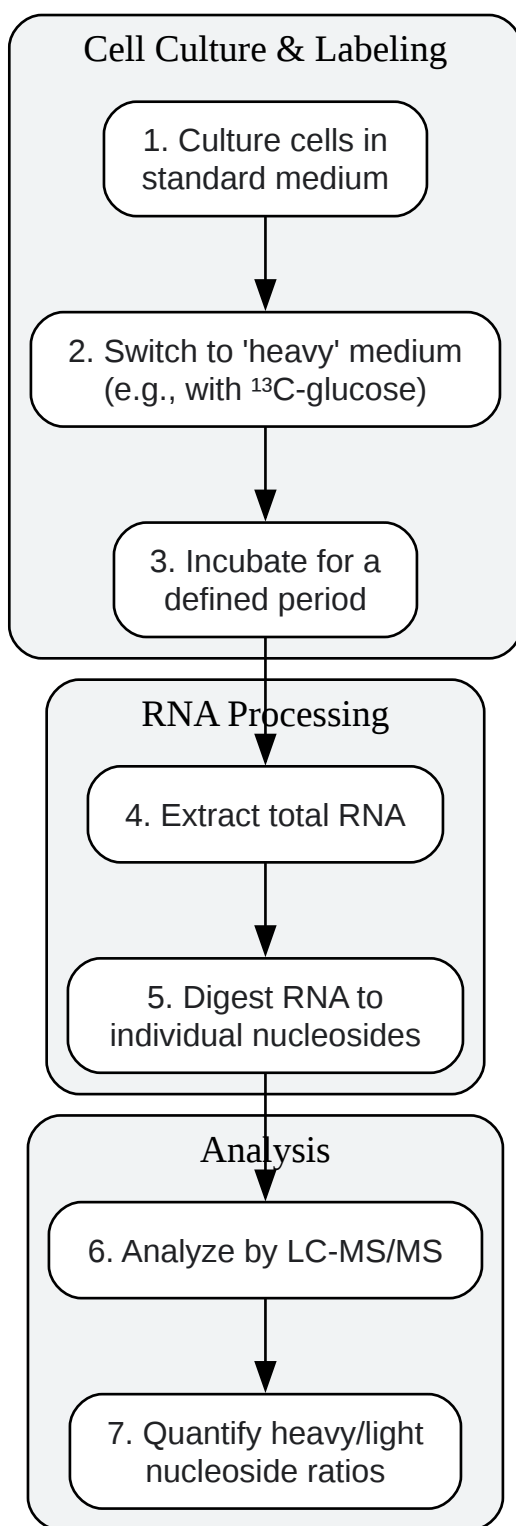 Cell Culture & Labeling
1. Culture cells in
standard medium
2. Switch to 'heavy' medium
(e.g., with ¹³C-glucose)
3. Incubate for a
defined period
RNA Processing
4. Extract total RNA
5. Digest RNA to
individual nucleosides
Analysis
6. Analyze by LC-MS/MS
7. Quantify heavy/light
nucleoside ratios